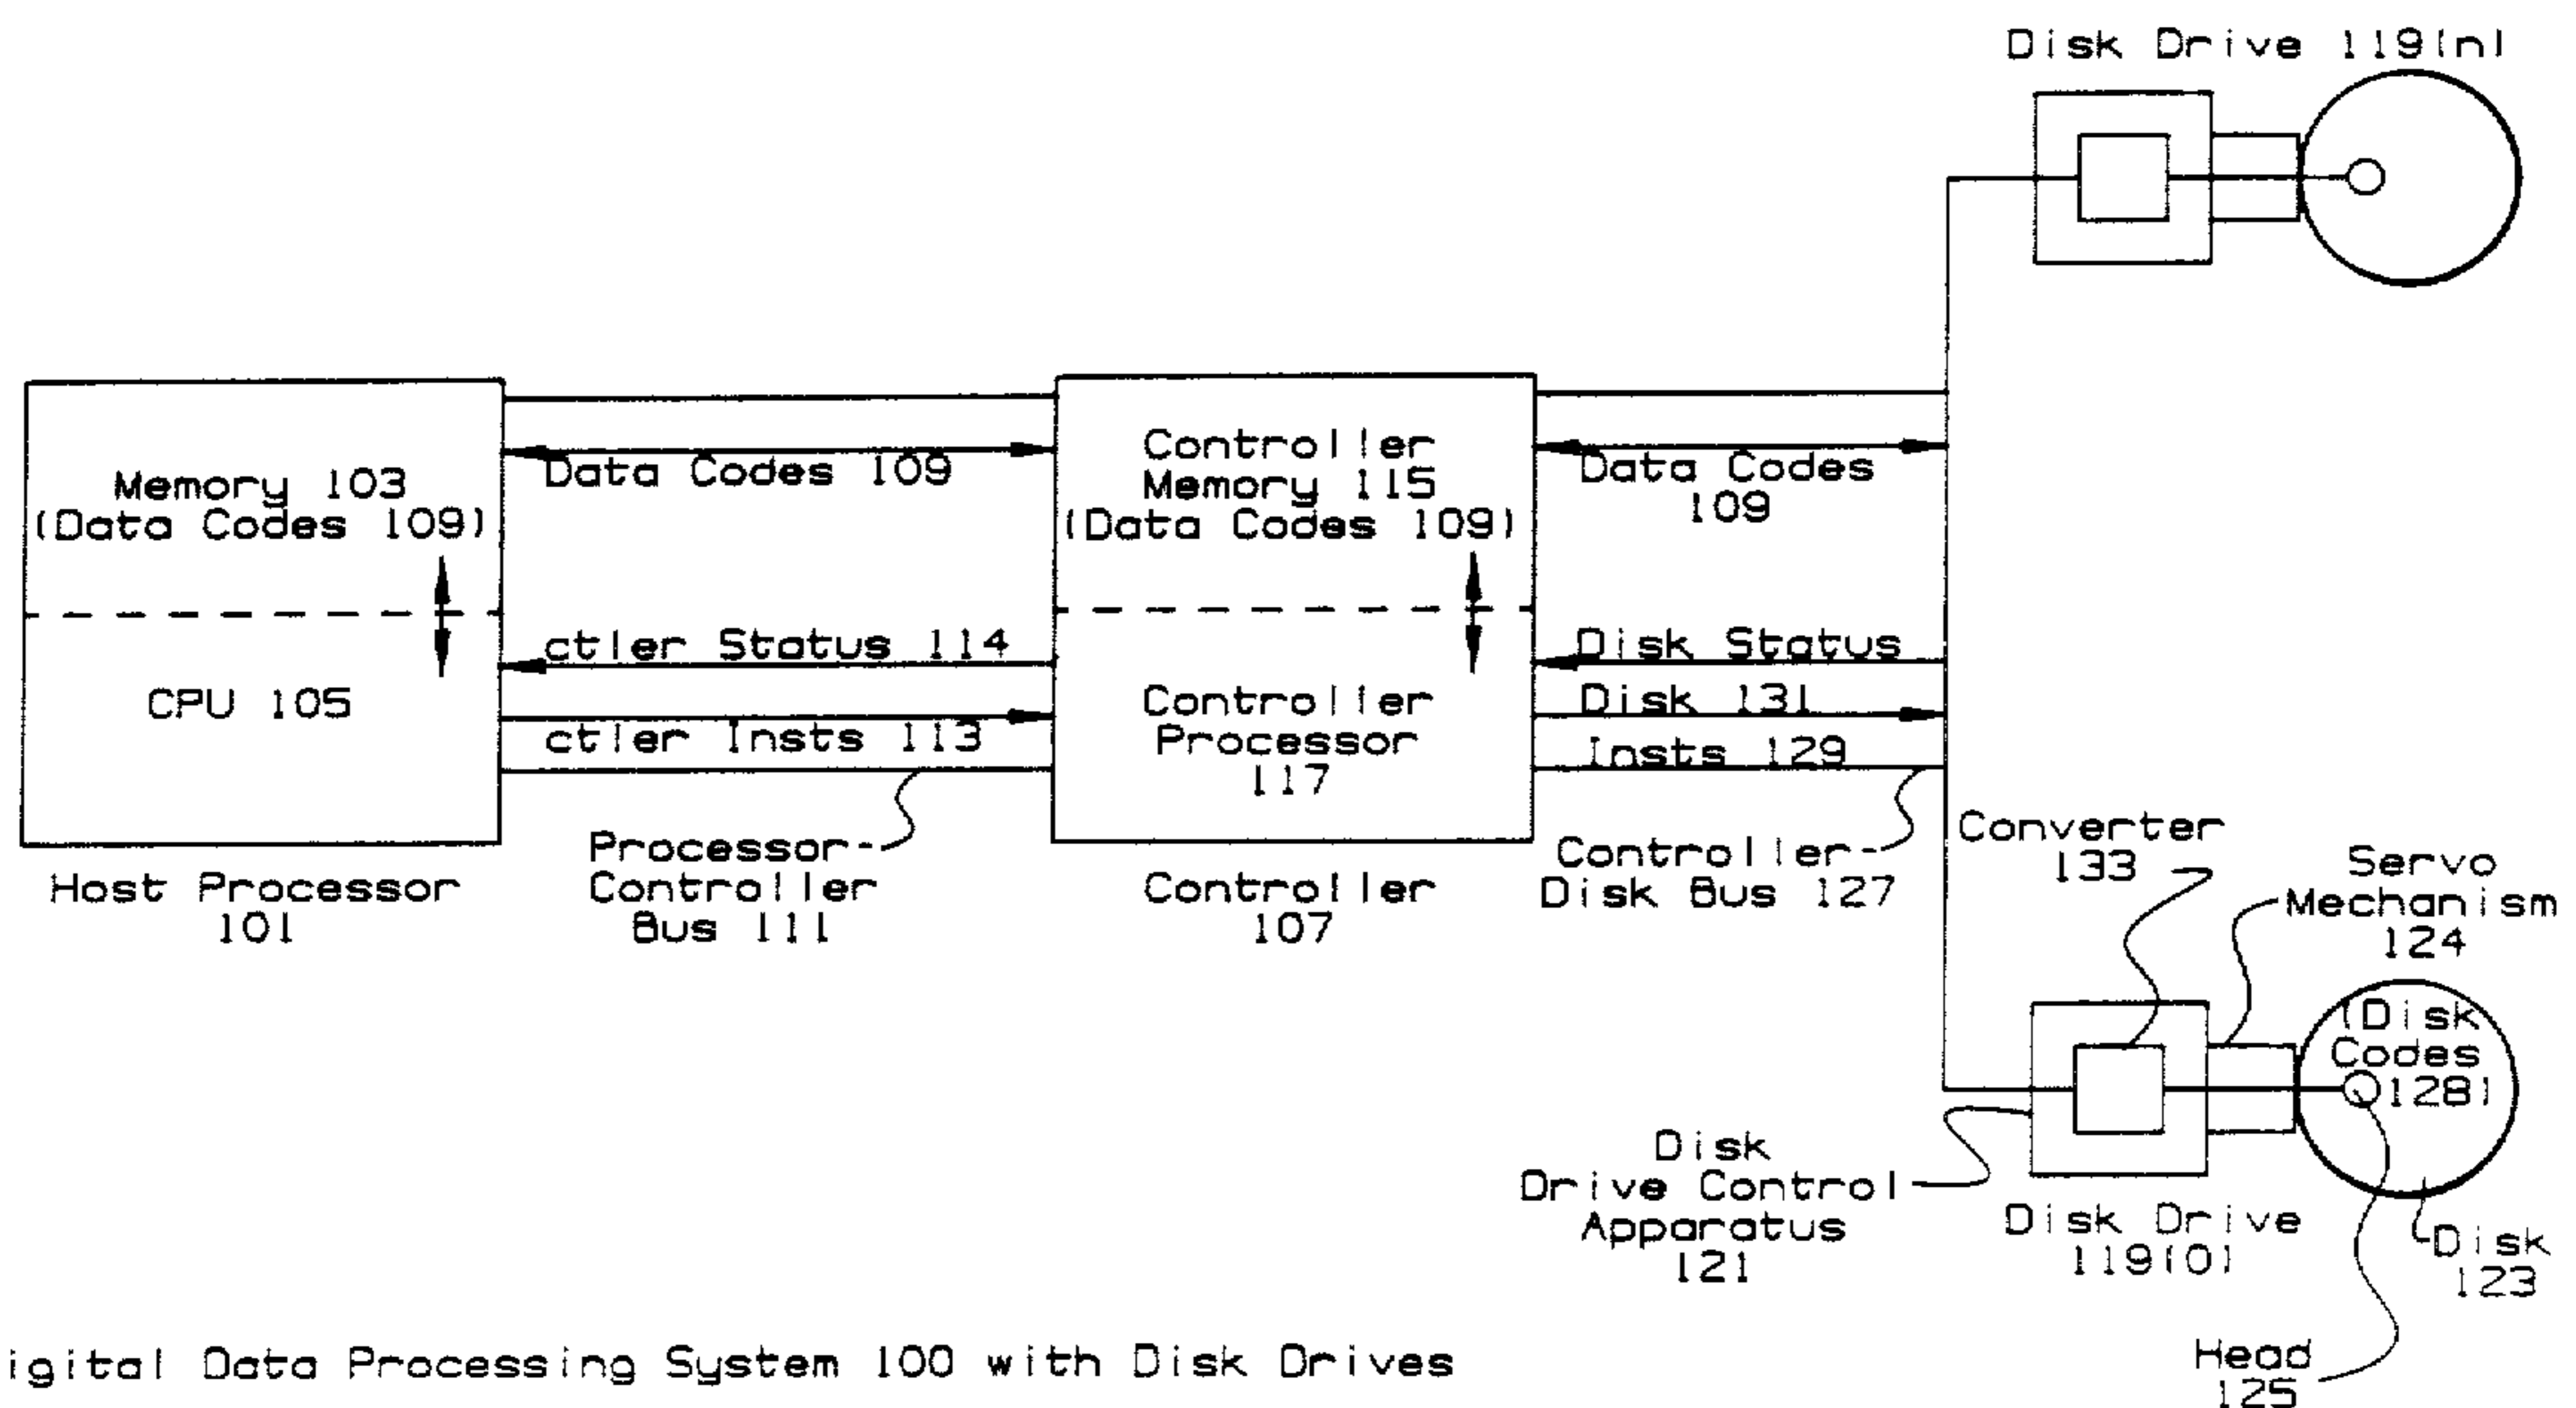 Disk Drive 119(n)
Memory 103
(Data Codes 109)
CPU 105
Host Processor
101
Data Codes 109
ctler Status 114
ctler Insts 113
Processor-
Controller
Bus 111
Controller
Memory 115
(Data Codes 109)
Controller
Processor
117
Controller
107
Data Codes
109
Disk Status
Disk 131
Insts 129
Controller-
Disk Bus 127
Converter
133
Servo
Mechanism
124
(Disk
Codes
128)
Disk
Drive Control
Apparatus
121
Disk Drive
119(0)
Disk
123
Head
125
igital Data Processing System 100 with Disk Drives